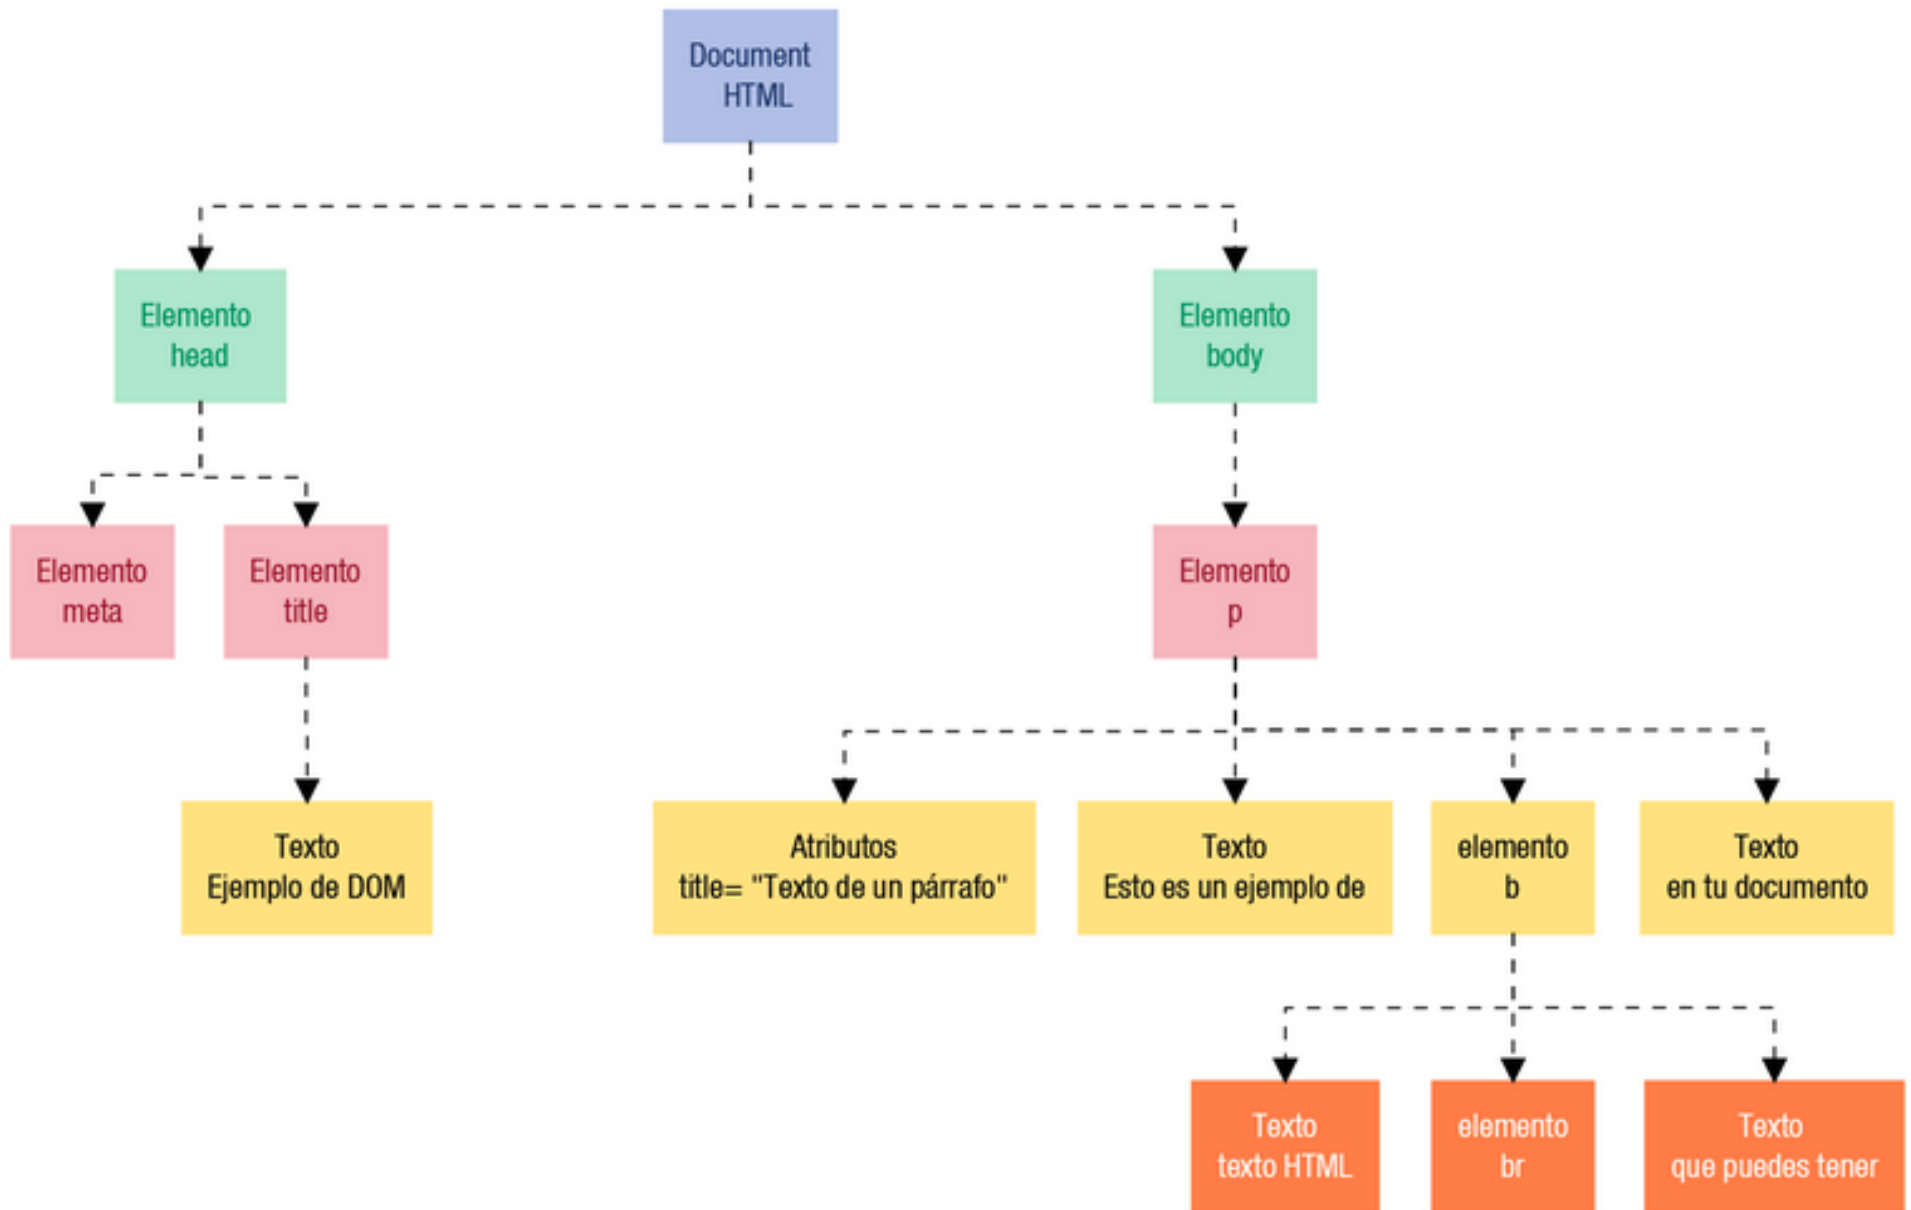 Document
HTML
Elemento
head
Elemento
body
Elemento
meta
Elemento
title
Elemento
p
Texto
Ejemplo de DOM
Atributos
title= "Texto de un párrafo"
Texto
Esto es un ejemplo de
elemento
b
Texto
en tu documento
Texto
texto HTML
elemento
br
Texto
que puedes tener